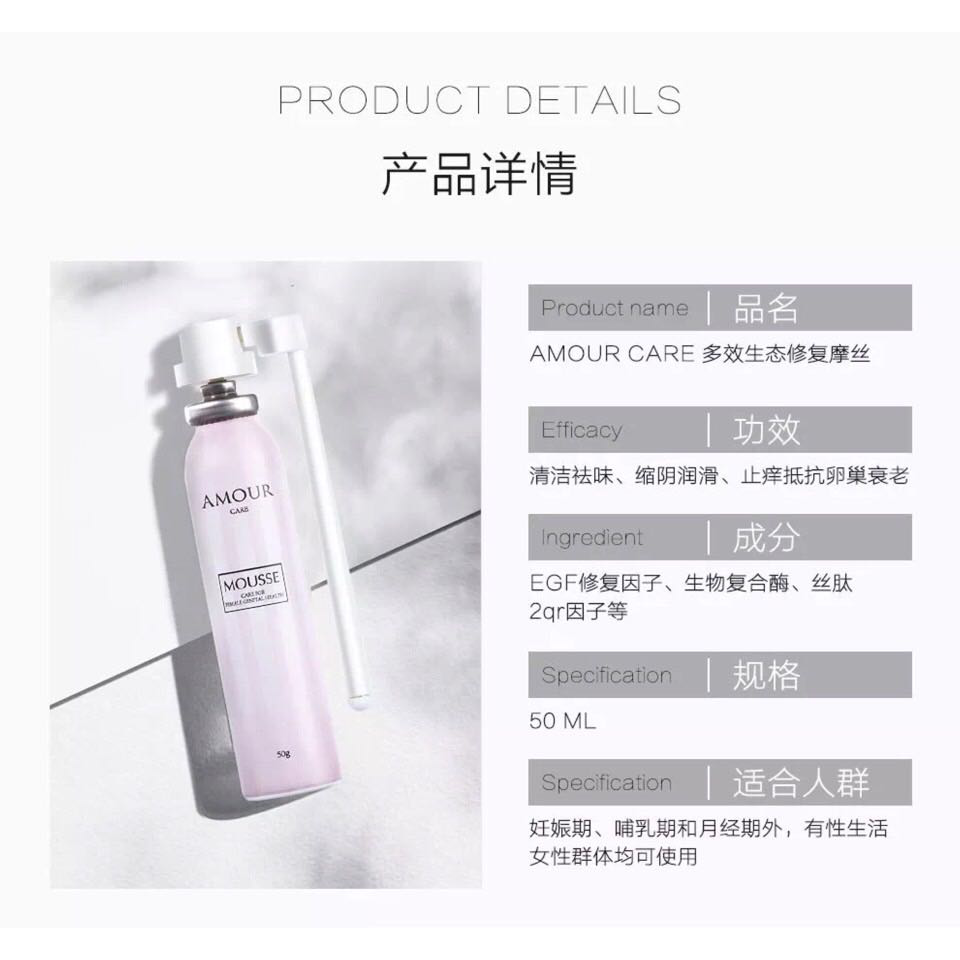 PRODUCT DETAILS
产品详情
AMOUR
CARE
MOUSSE
CARE FOR
FEMALE GENITAL HEALTH
50g
Product name | 品名
AMOUR CARE 多效生态修复摩丝
Efficacy | 功效
清洁祛味、缩阴润滑、止痒抵抗卵巢衰老
Ingredient | 成分
EGF修复因子、生物复合酶、丝肽
2qr因子等
Specification | 规格
50 ML
Specification | 适合人群
妊娠期、哺乳期和月经期外，有性生活
女性群体均可使用